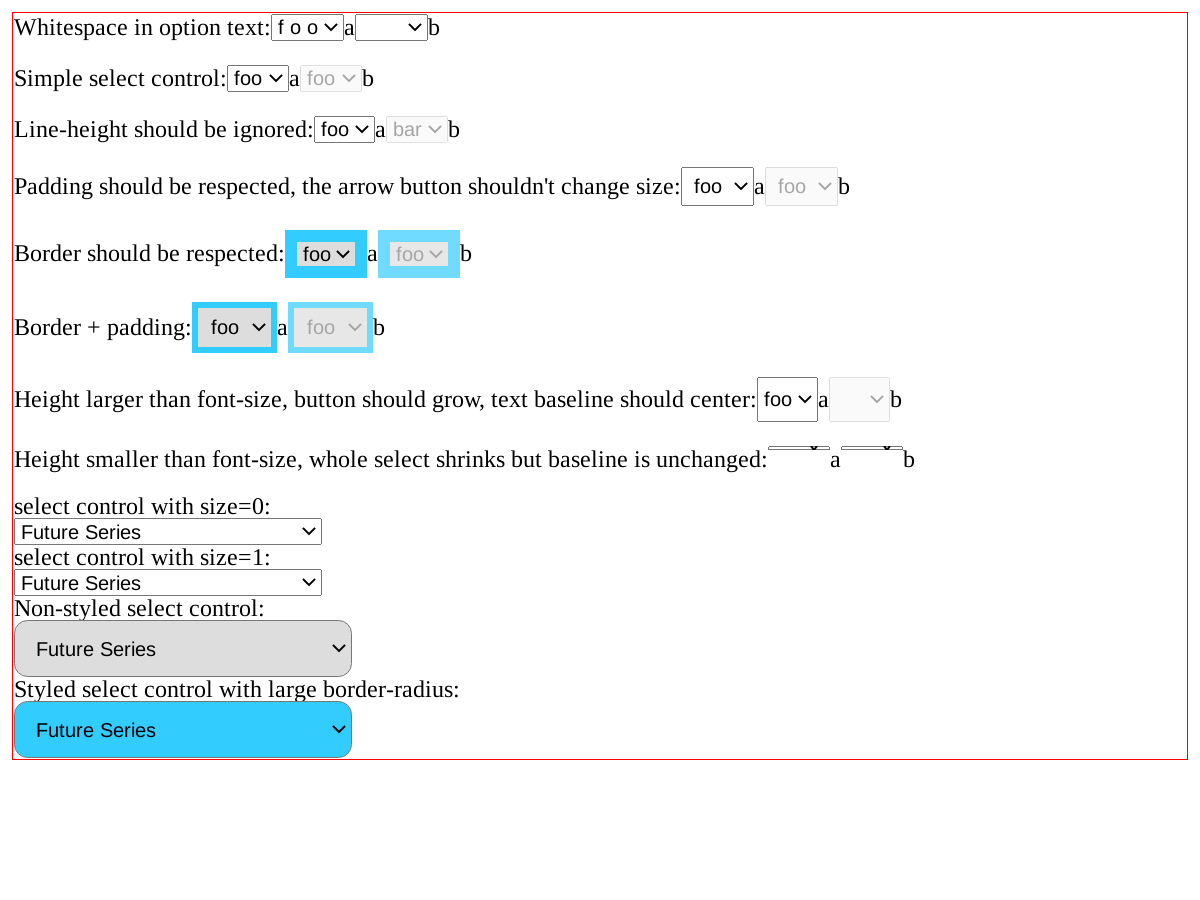 Whitespace in option text: f o o a b
Simple select control: foo a foo b
Line-height should be ignored: foo a bar b
Padding should be respected, the arrow button shouldn't change size: foo a foo b
Border should be respected: foo a foo b
Border + padding: foo a foo b
Height larger than font-size, button should grow, text baseline should center: foo a b
Height smaller than font-size, whole select shrinks but baseline is unchanged: a b
select control with size=0:
Future Series
select control with size=1:
Future Series
Non-styled select control:
Future Series
Styled select control with large border-radius:
Future Series